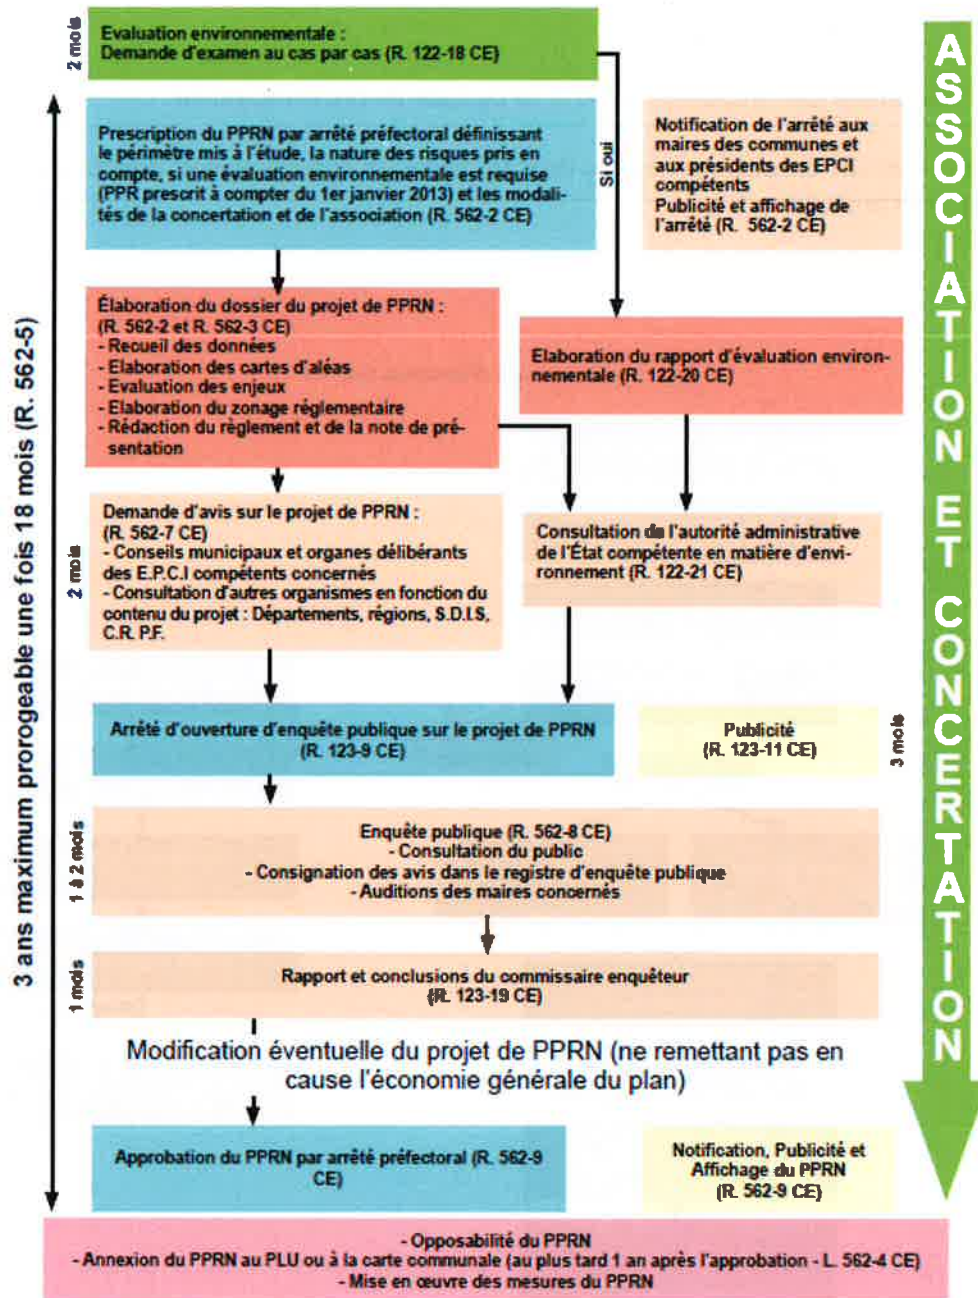 2 mois
Evaluation environnementale :
Demande d'examen au cas par cas (R. 122-18 CE)
Prescription du PPRN par arrêté préfectoral définissant
le périmètre mis à l'étude, la nature des risques pris en
compte, si une évaluation environnementale est requise
(PPR prescrit à compter du 1er janvier 2013) et les modali-
tés de la concertation et de l'association (R. 562-2 CE)
Si oui
Notification de l'arrêté aux
maires des communes et
aux présidents des EPCI
compétents
Publicité et affichage de
l'arrêté (R. 562-2 CE)
Élaboration du dossier du projet de PPRN :
(R. 562-2 et R. 562-3 CE)
- Recueil des données
- Elaboration des cartes d'aléas
- Evaluation des enjeux
- Elaboration du zonage réglementaire
- Rédaction du règlement et de la note de pré-
sentation
Elaboration du rapport d'évaluation environ-
nementale (R. 122-20 CE)
2 mois
Demande d'avis sur le projet de PPRN :
(R. 562-7 CE)
- Conseils municipaux et organes délibérants
des E.P.C.I compétents concernés
- Consultation d'autres organismes en fonction du
contenu du projet : Départements, régions, S.D.I.S,
C.R. P.F.
Consultation de l'autorité administrative
de l'État compétente en matière d'envi-
ronnement (R. 122-21 CE)
Arrêté d'ouverture d'enquête publique sur le projet de PPRN
(R. 123-9 CE)
Publicité
(R. 123-11 CE)
3 mois
1 à 2 mois
Enquête publique (R. 562-8 CE)
- Consultation du public
- Consignation des avis dans le registre d'enquête publique
- Auditions des maires concernés
1 mois
Rapport et conclusions du commissaire enquêteur
(R. 123-19 CE)
Modification éventuelle du projet de PPRN (ne remettant pas en
cause l'économie générale du plan)
Approbation du PPRN par arrêté préfectoral (R. 562-9
CE)
Notification, Publicité et
Affichage du PPRN
(R. 562-9 CE)
- Opposabilité du PPRN
- Annexion du PPRN au PLU ou à la carte communale (au plus tard 1 an après l'approbation - L. 562-4 CE)
- Mise en œuvre des mesures du PPRN
3 ans maximum prorogeable une fois 18 mois (R. 562-5)
ASSOCIATION ET CONCERTATION